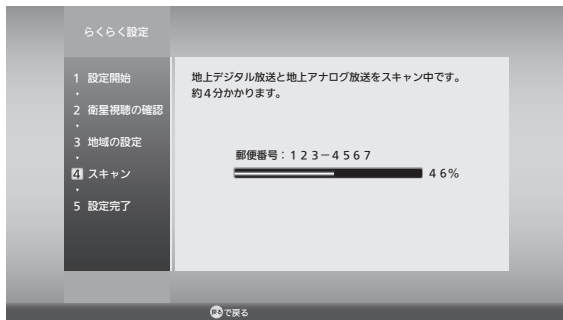 らくらく設定
1 設定開始
・
2 衛星視聴の確認
・
3 地域の設定
・
4 スキャン
・
5 設定完了
地上デジタル放送と地上アナログ放送をスキャン中です。
約４分かかります。
郵便番号：１２３－４５６７
４６%
戻るで戻る